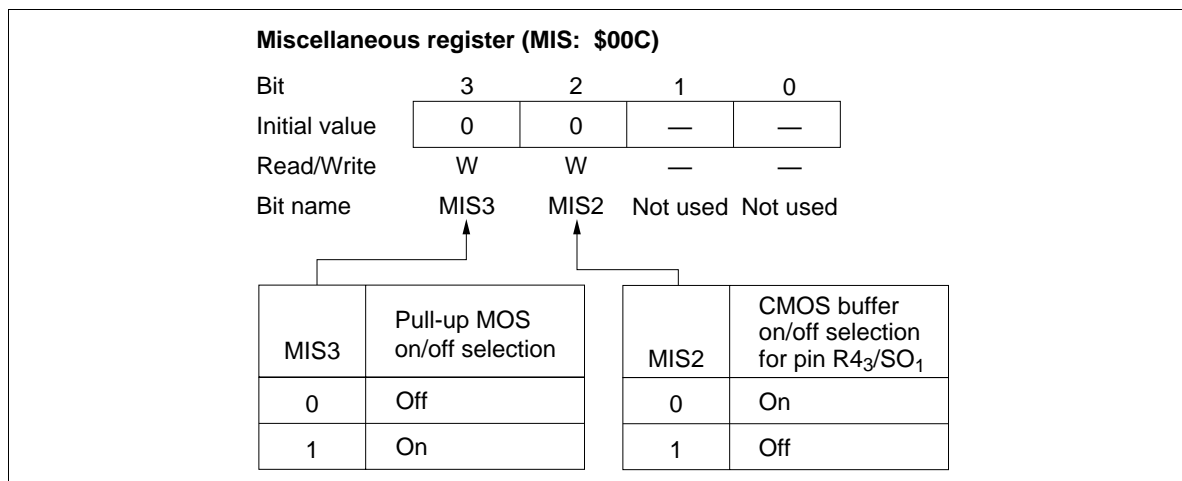 Miscellaneous register (MIS: $00C)
Bit 3 2 1 0
Initial value 0 0 — —
Read/Write W W — —
Bit name MIS3 MIS2 Not used Not used
MIS3 Pull-up MOS on/off selection
0 Off
1 On
MIS2 CMOS buffer on/off selection for pin R4₃/SO₁
0 On
1 Off